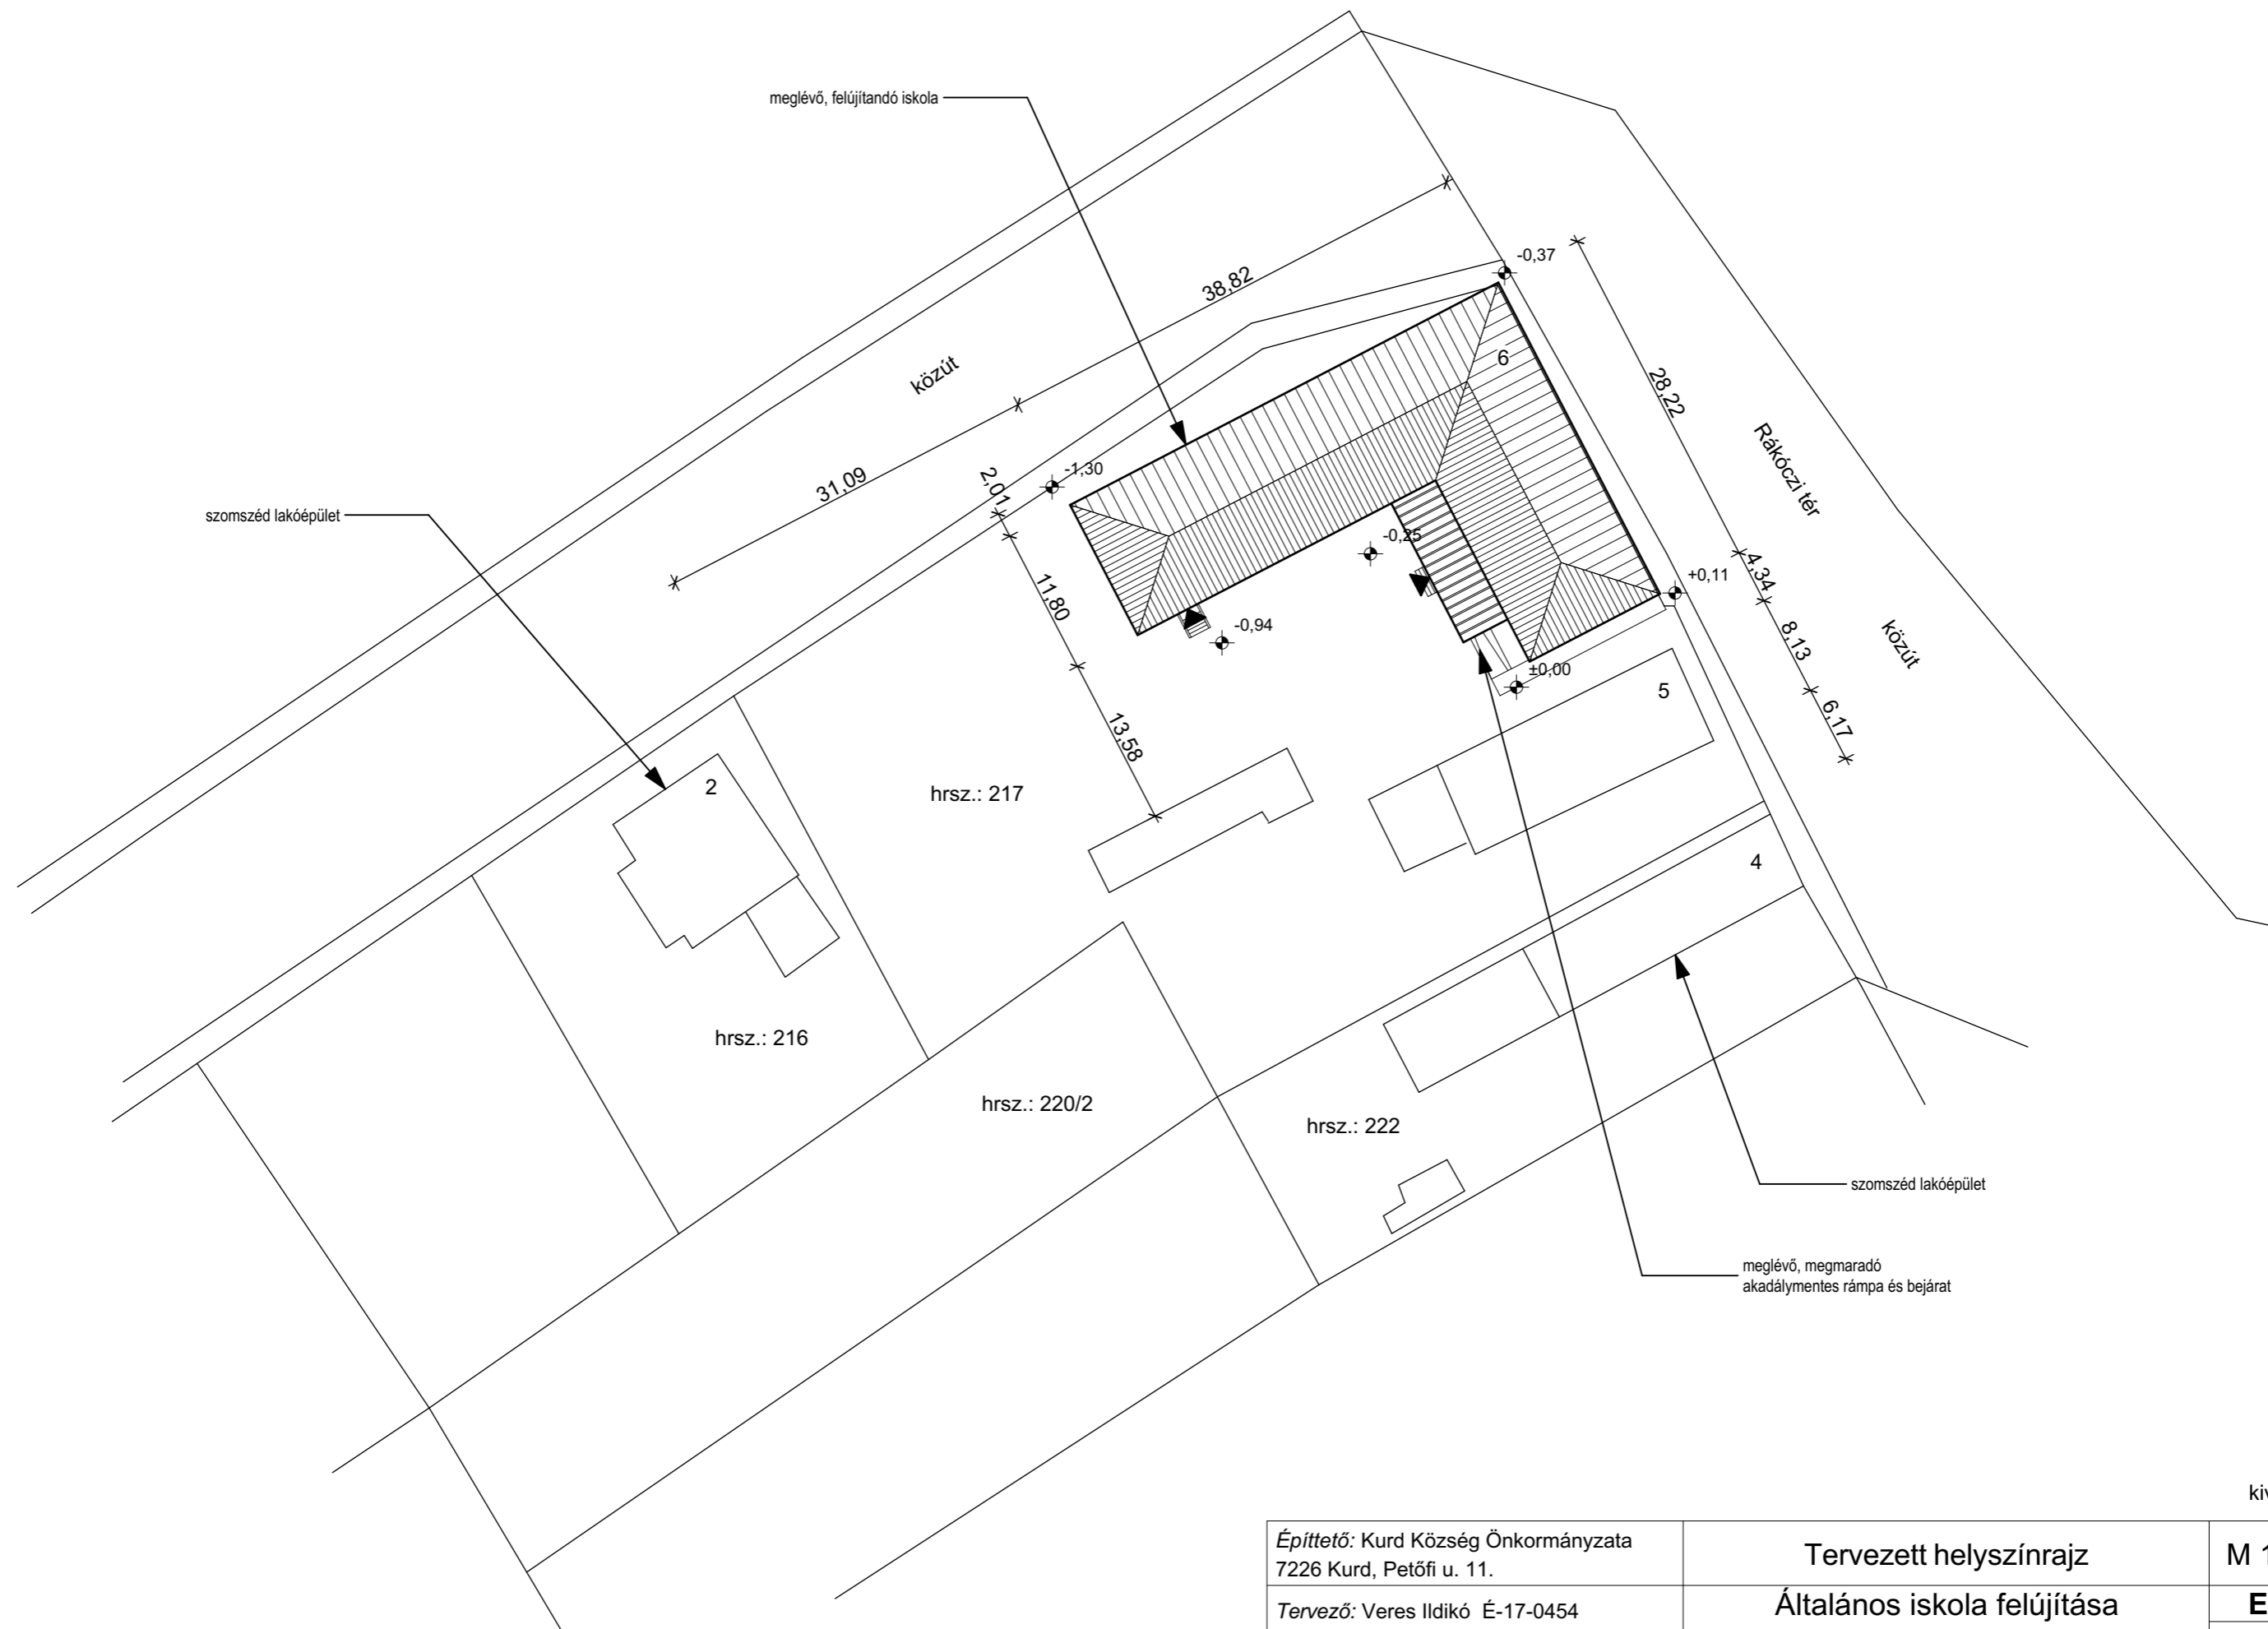 meglévő, felújítandó iskola
38,82
-0,37
28,22
6
közút
31,09
2,01
-1,30
Rákóczi tér
szomszéd lakóépület
-0,25
4,34
+0,11
11,80
-0,94
8,13
közút
±0,00
5
6,17
13,58
2
hrsz.: 217
4
hrsz.: 216
hrsz.: 220/2
hrsz.: 222
szomszéd lakóépület
meglévő, megmaradó
akadálymentes rámpa és bejárat
Építtető: Kurd Község Önkormányzata
7226 Kurd, Petőfi u. 11.
Tervezett helyszínrajz
Tervező: Veres Ildikó É-17-0454
Általános iskola felújítása